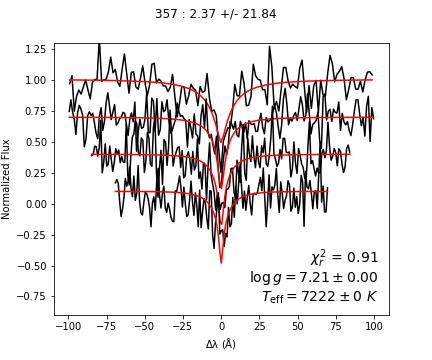 357 : 2.37 +/- 21.84
1.25
1.00
0.75
0.50
0.25
0.00
−0.25
−0.50
−0.75
Normalized Flux
χ²ᵣ = 0.91
log g = 7.21 ± 0.00
T_eff = 7222 ± 0 K
−100 −75 −50 −25 0 25 50 75 100
Δλ (Å)